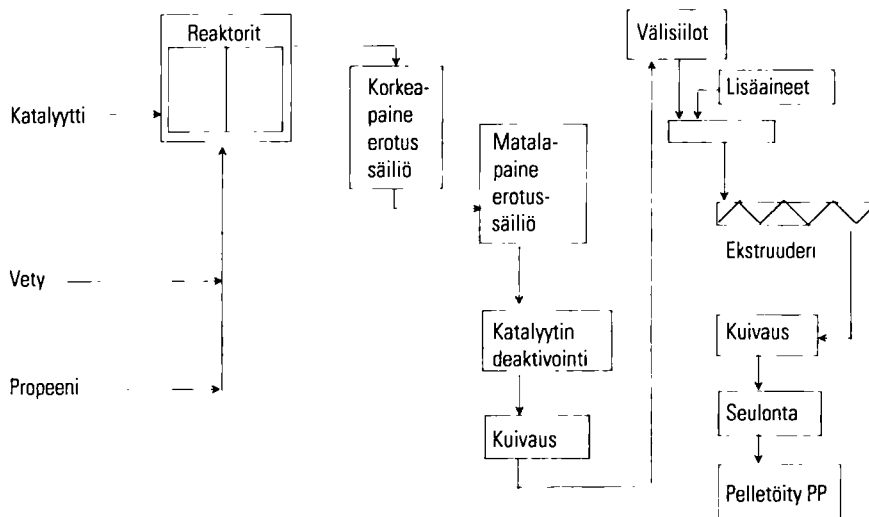 Reaktorit
Katalyytti
Vety
Propeeni
Korkea-
paine
erotus
säiliö
Matala-
paine
erotus-
säiliö
Katalyytin
deaktivointi
Kuivaus
Välisiilot
Lisäaineet
Ekstruuderi
Kuivaus
Seulonta
Pelletöity PP